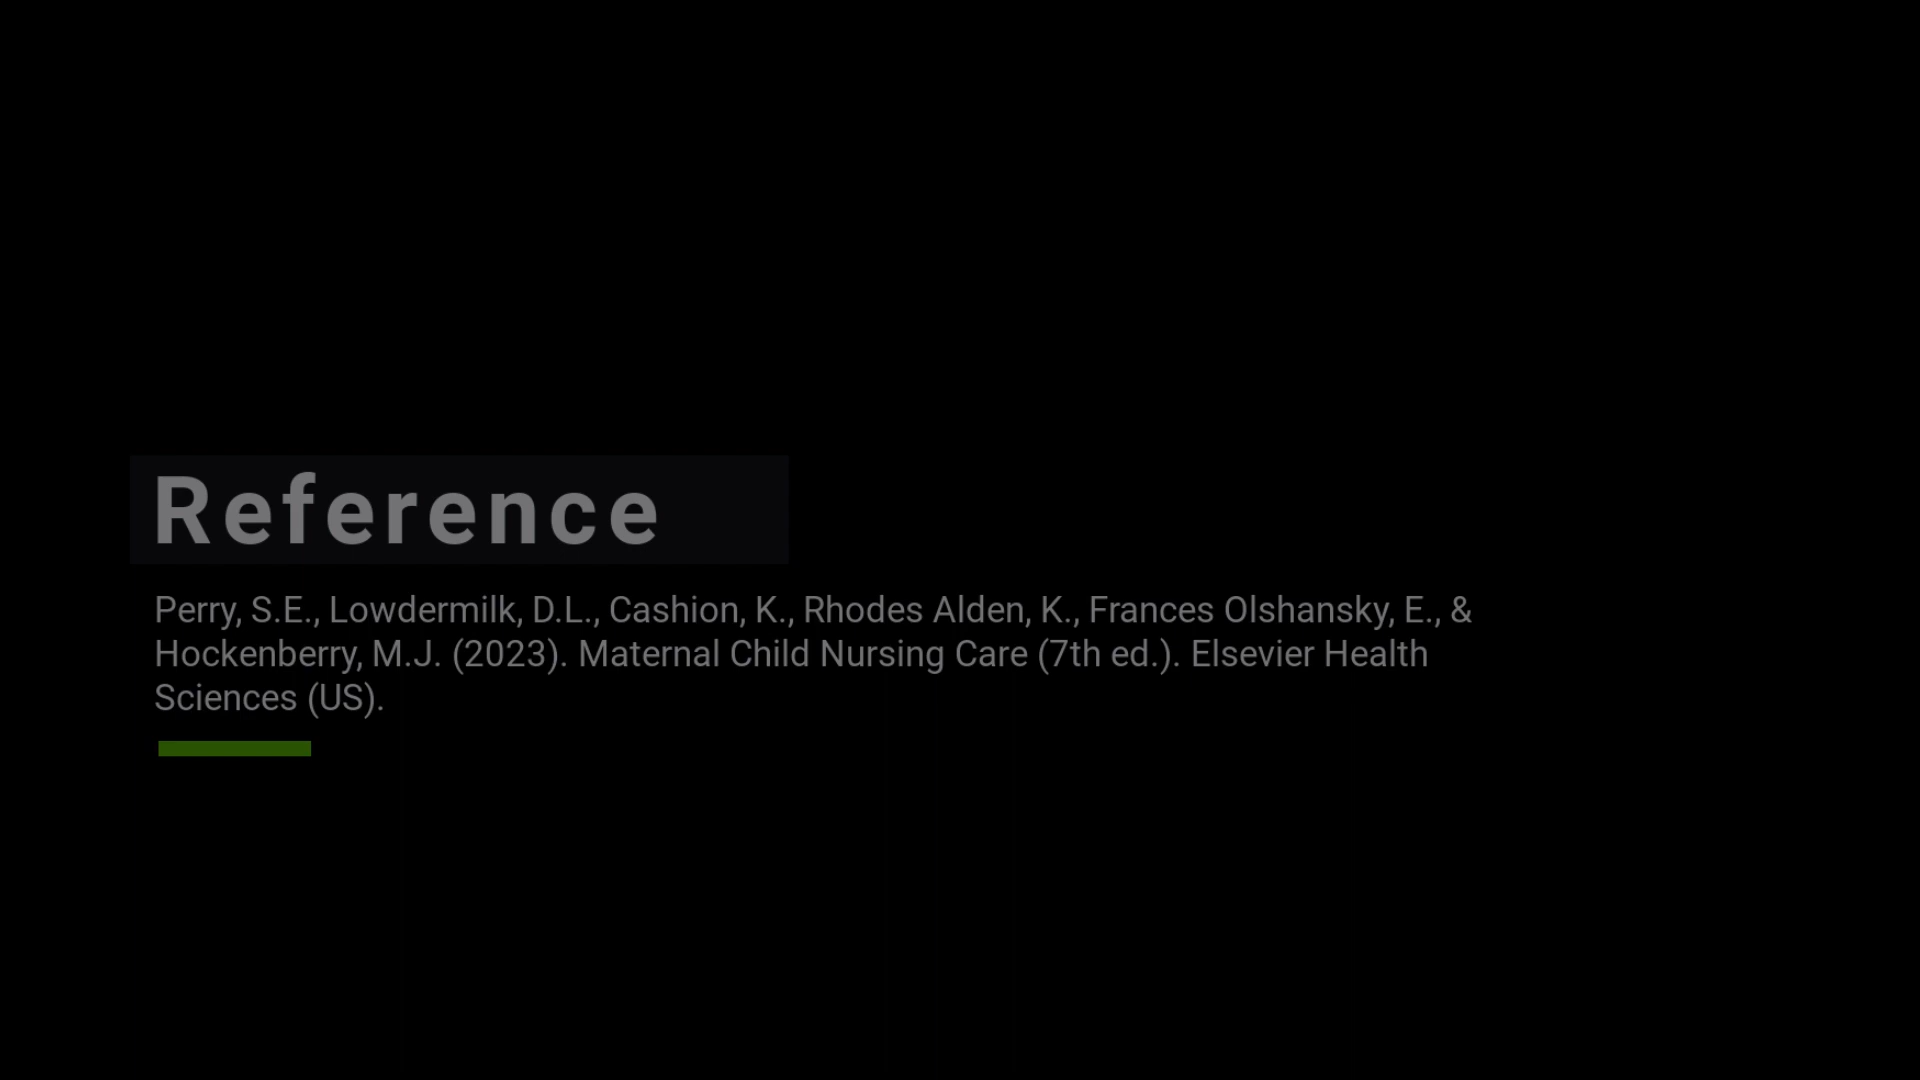 Reference
Perry, S.E., Lowdermilk, D.L., Cashion, K., Rhodes Alden, K., Frances Olshansky, E., &
Hockenberry, M.J. (2023). Maternal Child Nursing Care (7th ed.). Elsevier Health
Sciences (US).